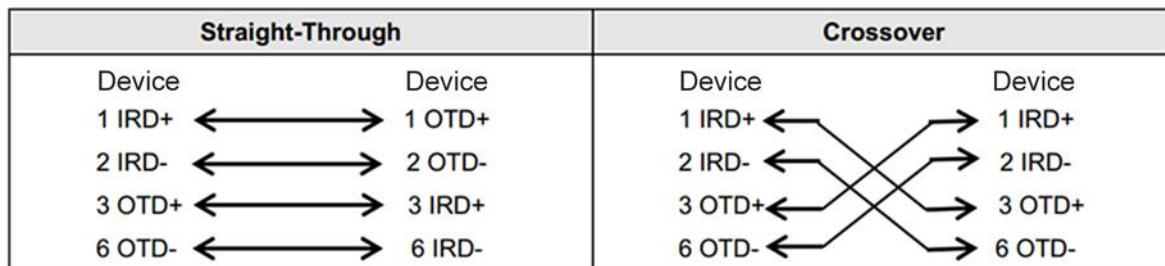 Straight-Through Crossover
Device Device Device Device
1 IRD+ 1 OTD+ 1 IRD+ 1 IRD+
2 IRD- 2 OTD- 2 IRD- 2 IRD-
3 OTD+ 3 IRD+ 3 OTD+ 3 OTD+
6 OTD- 6 IRD- 6 OTD- 6 OTD-